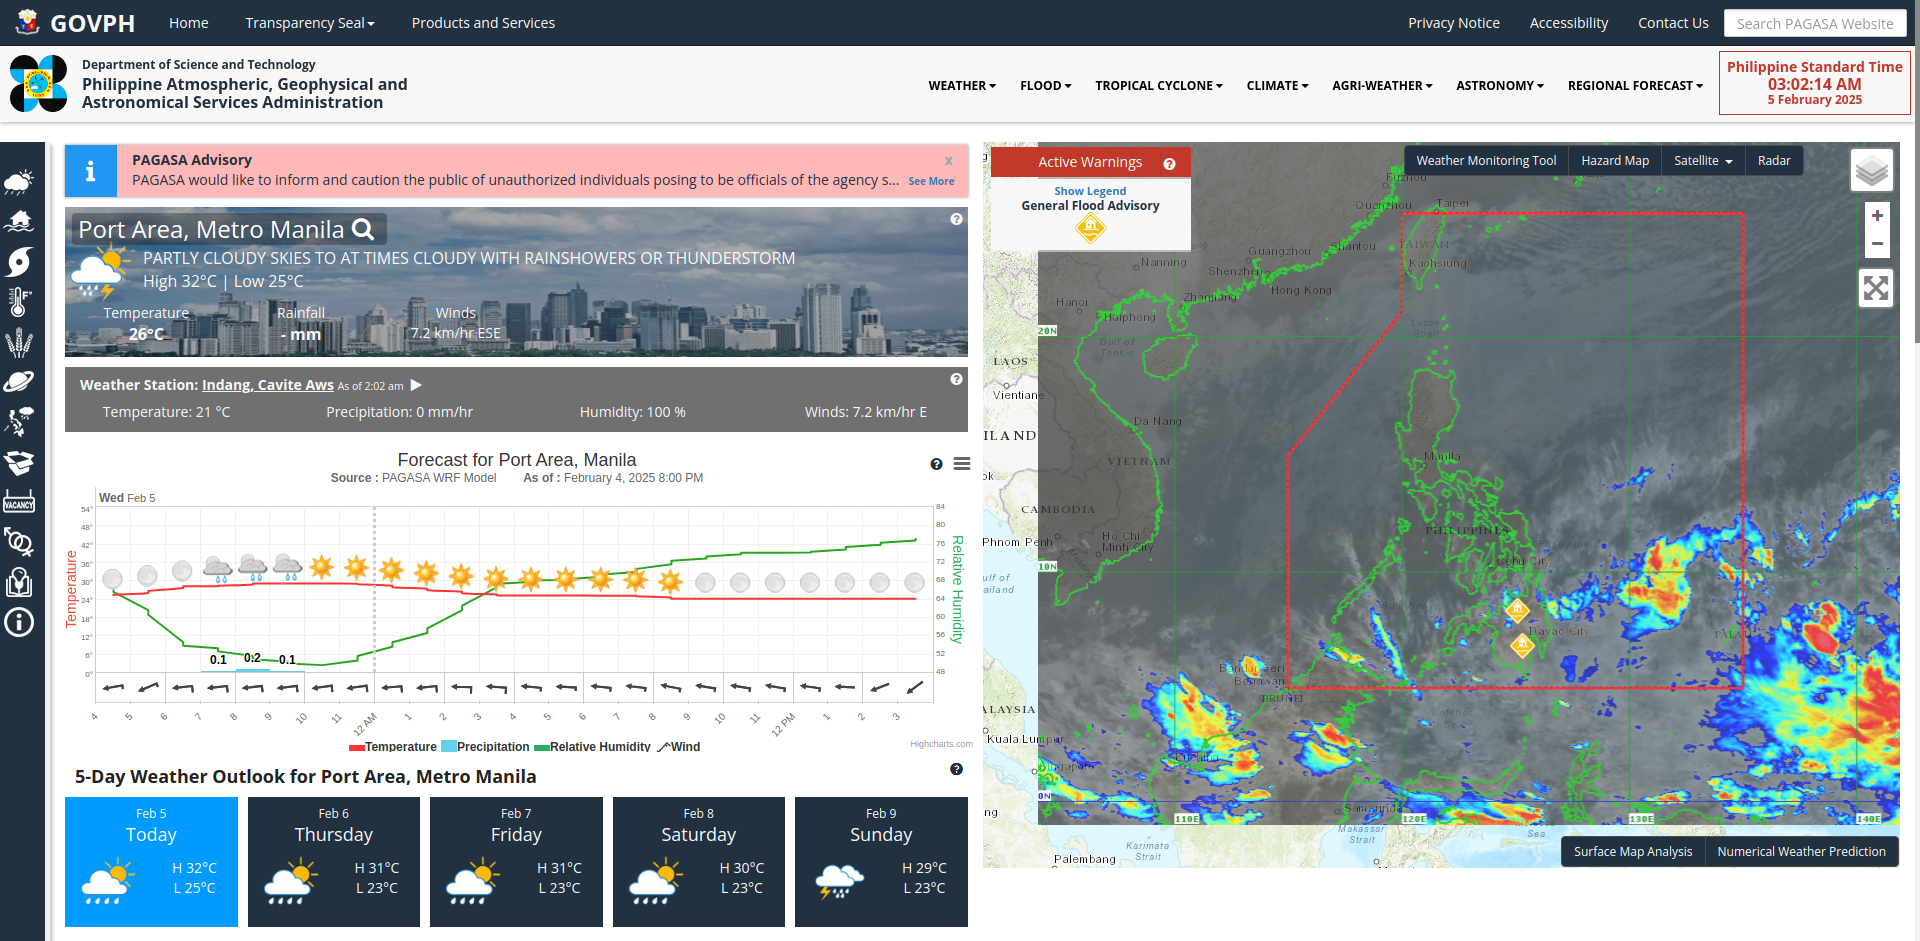 GOVPH
Home
Transparency Seal
Products and Services
Privacy Notice
Accessibility
Contact Us
Search PAGASA Website
Department of Science and Technology
Philippine Atmospheric, Geophysical and
Astronomical Services Administration
WEATHER
FLOOD
TROPICAL CYCLONE
CLIMATE
AGRI-WEATHER
ASTRONOMY
REGIONAL FORECAST
Philippine Standard Time
03:02:14 AM
5 February 2025
PAGASA Advisory
x
PAGASA would like to inform and caution the public of unauthorized individuals posing to be officials of the agency s... See More
Port Area, Metro Manila
PARTLY CLOUDY SKIES TO AT TIMES CLOUDY WITH RAINSHOWERS OR THUNDERSTORM
High 32°C | Low 25°C
Temperature
Rainfall
Winds
26°C
- mm
7.2 km/hr ESE
Weather Station: Indang, Cavite Aws As of 2:02 am
Temperature: 21 °C
Precipitation: 0 mm/hr
Humidity: 100 %
Winds: 7.2 km/hr E
Forecast for Port Area, Manila
Source : PAGASA WRF Model As of : February 4, 2025 8:00 PM
Wed Feb 5
Temperature
54°
48°
42°
36°
30°
24°
18°
12°
6°
0°
0.1
0.2
0.1
84
80
76
72
68
64
60
56
52
48
Relative Humidity
4 5 6 7 8 9 10 11 12 AM 1 2 3 4 5 6 7 8 9 10 11 12 PM 1 2 3
Temperature Precipitation Relative Humidity Wind
Highcharts.com
5-Day Weather Outlook for Port Area, Metro Manila
Feb 5
Today
H 32°C
L 25°C
Feb 6
Thursday
H 31°C
L 23°C
Feb 7
Friday
H 31°C
L 23°C
Feb 8
Saturday
H 30°C
L 23°C
Feb 9
Sunday
H 29°C
L 23°C
VACANCY
Active Warnings
Show Legend
General Flood Advisory
Weather Monitoring Tool
Hazard Map
Satellite
Radar
+
−
Fuzhou
Quanzhou
Taipei
Guangzhou
Shantou
TAIWAN
Nanning
Shenzhen
Kaohsiung
Hong Kong
Zhanjiang
Hanoi
Haiphong
20N
Luzon
Strait
Gulf of
Tonkin
LAOS
Vientiane
Da Nang
ILAND
VIETNAM
Manila
ok
CAMBODIA
PHILIPPINES
Phnom Penh
Ho Chi
Minh City
Cebu City
10N
ulf of
ailand
Davao City
PALAU
Bandar Seri
Begawan
BRUNEI
ALAYSIA
Kuala Lumpur
Kuching
Singapore
0N
ng
Samarinda
110E
120E
130E
140E
Makassar
Strait
Karimata
Strait
Palembang
Sea
Surface Map Analysis
Numerical Weather Prediction